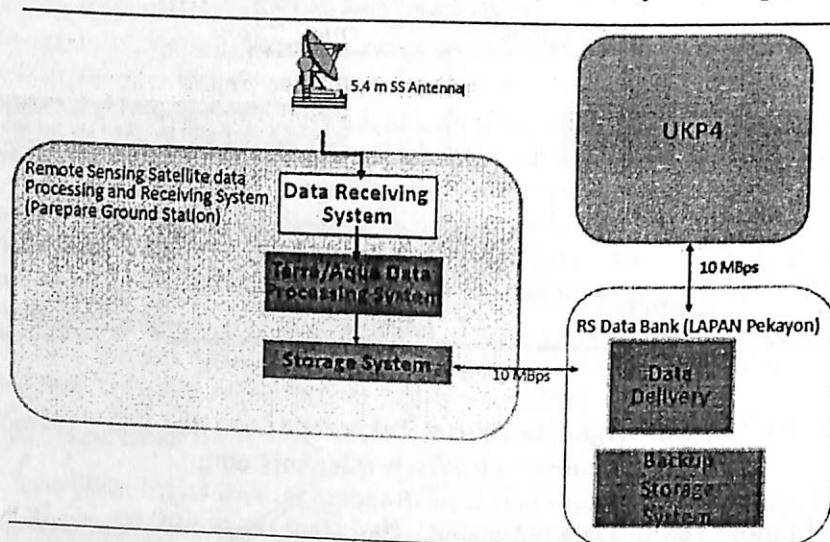 5.4 m SS Antenna
UKP4
Remote Sensing Satellite data
Processing and Receiving System
(Parepare Ground Station)
Data Receiving
System
Terra/Aqua Data
Processing System
Storage System
10 MBps
10 MBps
RS Data Bank (LAPAN Pekayon)
Data
Delivery
Backup
Storage
System